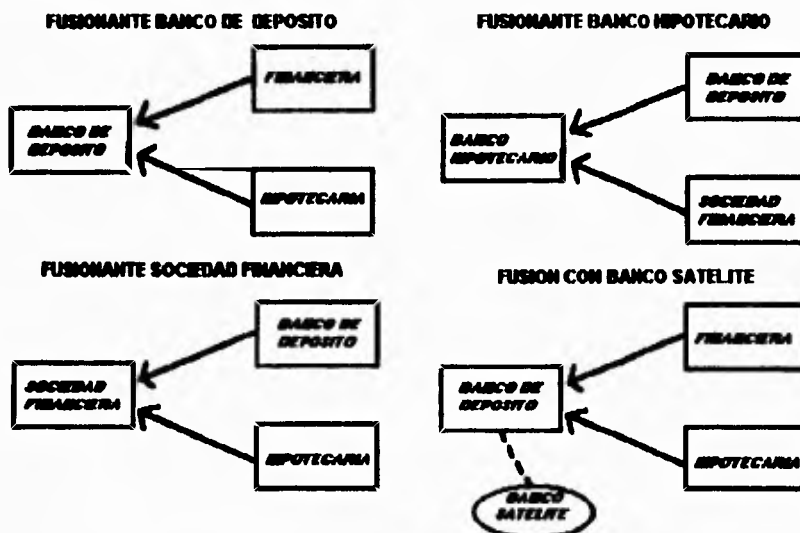 FUSIONANTE BANCO DE DEPOSITO
FINANCIERA
BANCO DE
DEPOSITO
HIPOTECARIA
FUSIONANTE BANCO HIPOTECARIO
BANCO DE
DEPOSITO
BANCO
HIPOTECARIO
SOCIEDAD
FINANCIERA
FUSIONANTE SOCIEDAD FINANCIERA
BANCO DE
DEPOSITO
SOCIEDAD
FINANCIERA
HIPOTECARIA
FUSION CON BANCO SATELITE
FINANCIERA
BANCO DE
DEPOSITO
HIPOTECARIA
BANCO
SATELITE